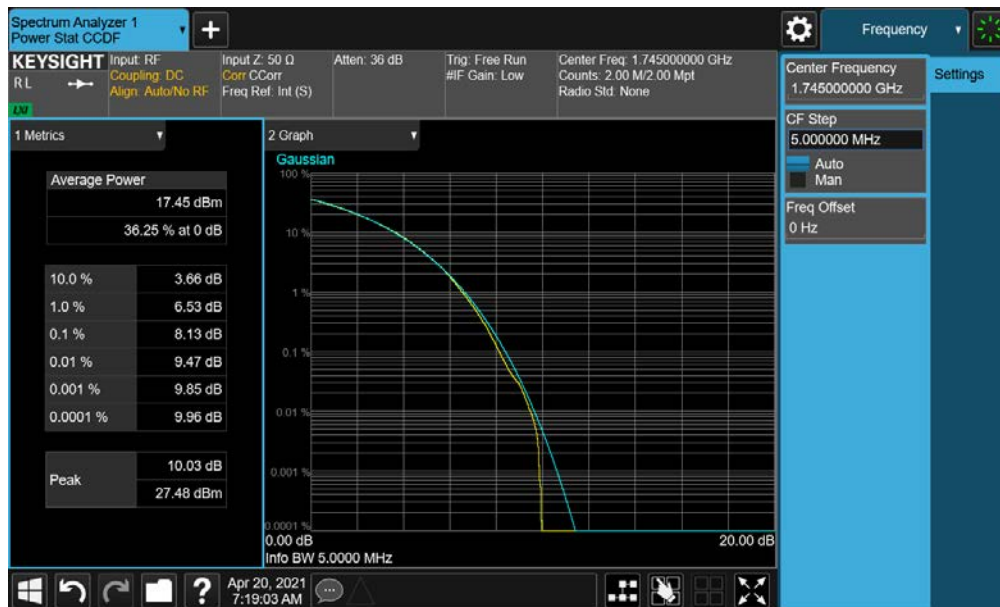 Spectrum Analyzer 1
Power Stat CCDF
+
Frequency
KEYSIGHT
RL
LXI
Input: RF
Coupling: DC
Align: Auto/No RF
Input Z: 50 Ω
Corr CCorr
Freq Ref: Int (S)
Atten: 36 dB
Trig: Free Run
#IF Gain: Low
Center Freq: 1.745000000 GHz
Counts: 2.00 M/2.00 Mpt
Radio Std: None
Center Frequency
1.745000000 GHz
Settings
CF Step
5.000000 MHz
Auto
Man
Freq Offset
0 Hz
1 Metrics
Average Power
17.45 dBm
36.25 % at 0 dB
10.0 % 3.66 dB
1.0 % 6.53 dB
0.1 % 8.13 dB
0.01 % 9.47 dB
0.001 % 9.85 dB
0.0001 % 9.96 dB
Peak
10.03 dB
27.48 dBm
2 Graph
Gaussian
100 %
10 %
1 %
0.1 %
0.01 %
0.001 %
0.0001 %
0.00 dB 20.00 dB
Info BW 5.0000 MHz
?
Apr 20, 2021
7:19:03 AM